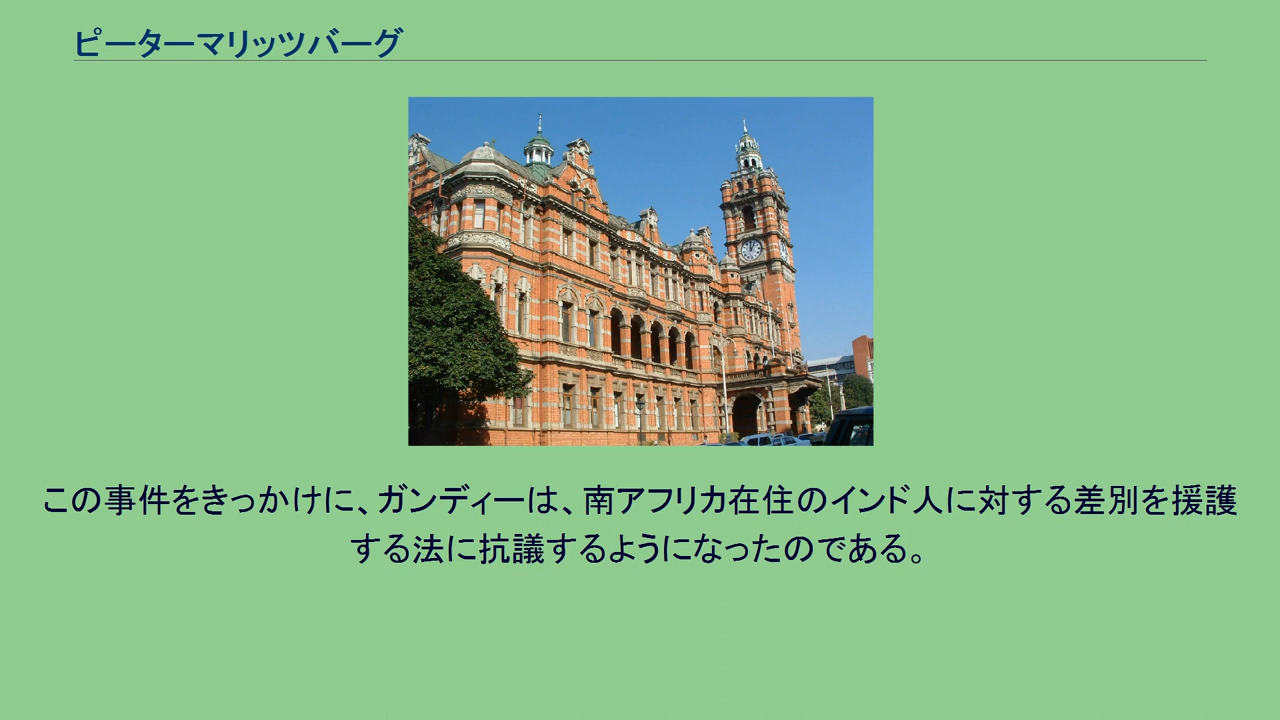 ピーターマリッツバーグ
この事件をきっかけに、ガンディーは、南アフリカ在住のインド人に対する差別を援護
する法に抗議するようになったのである。